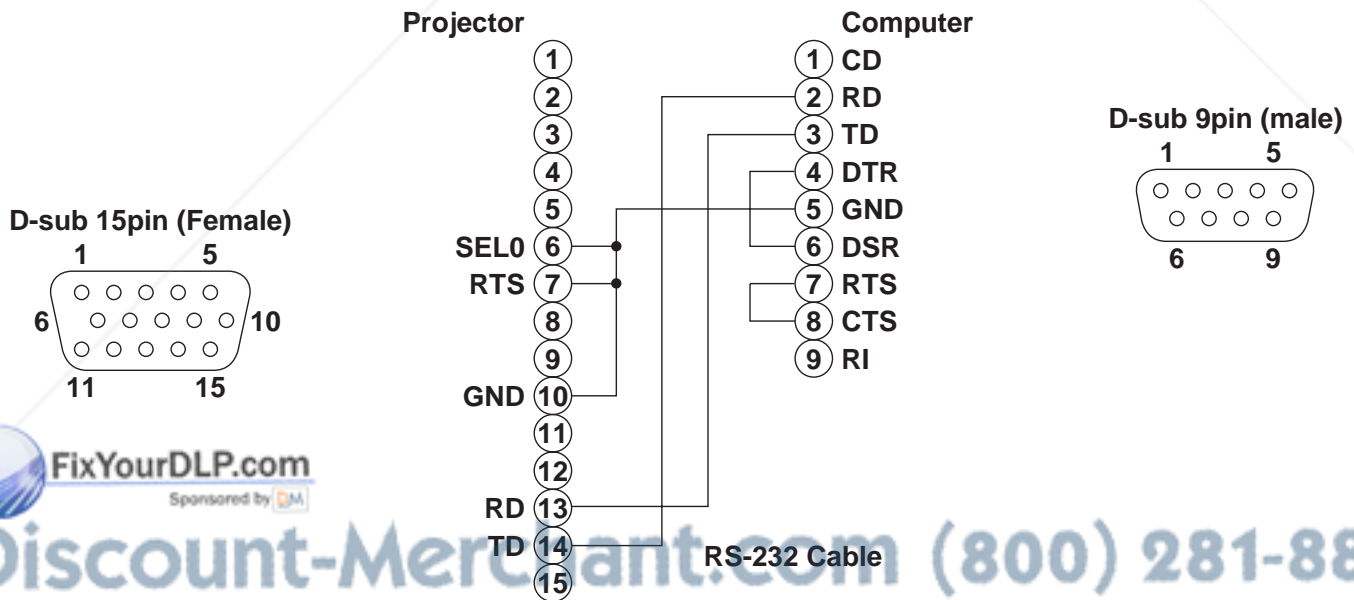 Projector
1
2
3
4
5
SEL0 6
RTS 7
8
9
GND 10
11
12
RD 13
TD 14
15
Computer
1 CD
2 RD
3 TD
4 DTR
5 GND
6 DSR
7 RTS
8 CTS
9 RI
D-sub 9pin (male)
1 5
6 9
D-sub 15pin (Female)
1 5
6 10
11 15
FixYourDLP.com
Sponsored by DM
RS-232 Cable
Discount-Merchant.com (800) 281-88